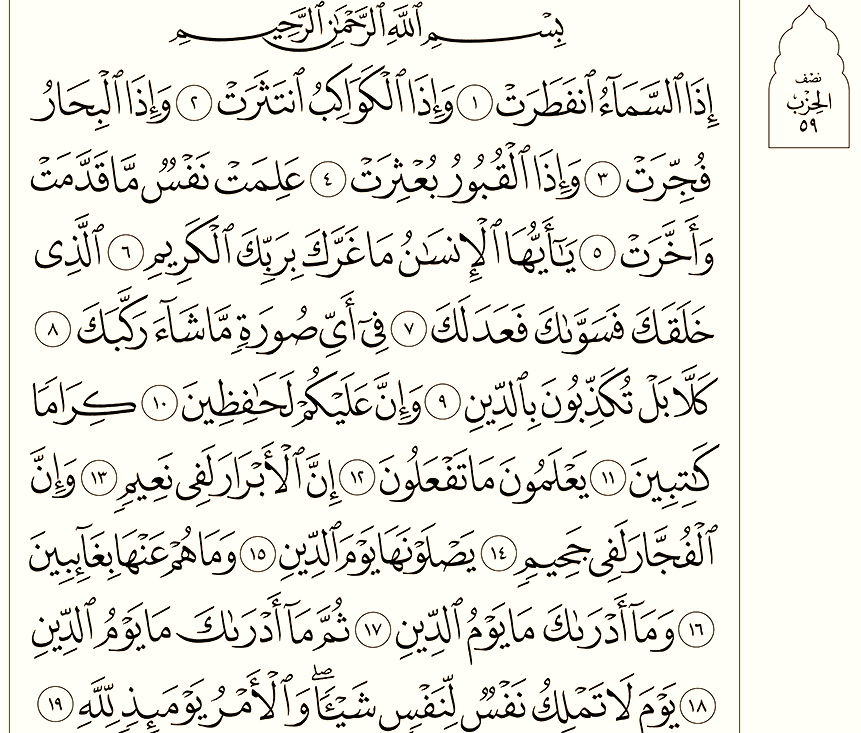 بِسْمِ ٱللَّهِ ٱلرَّحْمَٰنِ ٱلرَّحِيمِ
إِذَا ٱلسَّمَآءُ ٱنفَطَرَتْ ١ وَإِذَا ٱلْكَوَاكِبُ ٱنتَثَرَتْ ٢ وَإِذَا ٱلْبِحَارُ
فُجِّرَتْ ٣ وَإِذَا ٱلْقُبُورُ بُعْثِرَتْ ٤ عَلِمَتْ نَفْسٌ مَّا قَدَّمَتْ
وَأَخَّرَتْ ٥ يَٰٓأَيُّهَا ٱلْإِنسَٰنُ مَا غَرَّكَ بِرَبِّكَ ٱلْكَرِيمِ ٦ ٱلَّذِى
خَلَقَكَ فَسَوَّىٰكَ فَعَدَلَكَ ٧ فِىٓ أَىِّ صُورَةٍ مَّا شَآءَ رَكَّبَكَ ٨
كَلَّا بَلْ تُكَذِّبُونَ بِٱلدِّينِ ٩ وَإِنَّ عَلَيْكُمْ لَحَٰفِظِينَ ١٠ كِرَامًا
كَٰتِبِينَ ١١ يَعْلَمُونَ مَا تَفْعَلُونَ ١٢ إِنَّ ٱلْأَبْرَارَ لَفِى نَعِيمٍ ١٣ وَإِنَّ
ٱلْفُجَّارَ لَفِى جَحِيمٍ ١٤ يَصْلَوْنَهَا يَوْمَ ٱلدِّينِ ١٥ وَمَا هُمْ عَنْهَا بِغَآئِبِينَ
١٦ وَمَآ أَدْرَىٰكَ مَا يَوْمُ ٱلدِّينِ ١٧ ثُمَّ مَآ أَدْرَىٰكَ مَا يَوْمُ ٱلدِّينِ
١٨ يَوْمَ لَا تَمْلِكُ نَفْسٌ لِّنَفْسٍ شَيْـًٔا ۖ وَٱلْأَمْرُ يَوْمَئِذٍ لِّلَّهِ ١٩
نِصْف
الحِزْب
٥٩